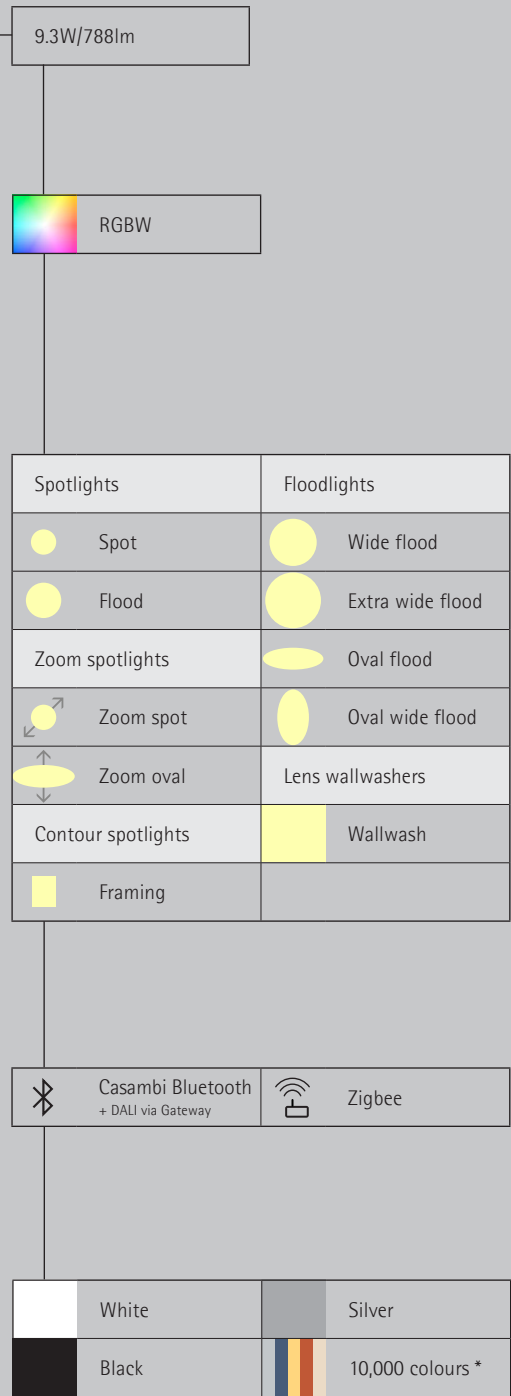 9.3W/788lm
RGBW
Spotlights
Floodlights
Spot
Wide flood
Flood
Extra wide flood
Zoom spotlights
Oval flood
Zoom spot
Oval wide flood
Zoom oval
Lens wallwashers
Contour spotlights
Wallwash
Framing
Casambi Bluetooth
+ DALI via Gateway
Zigbee
White
Silver
Black
10,000 colours *